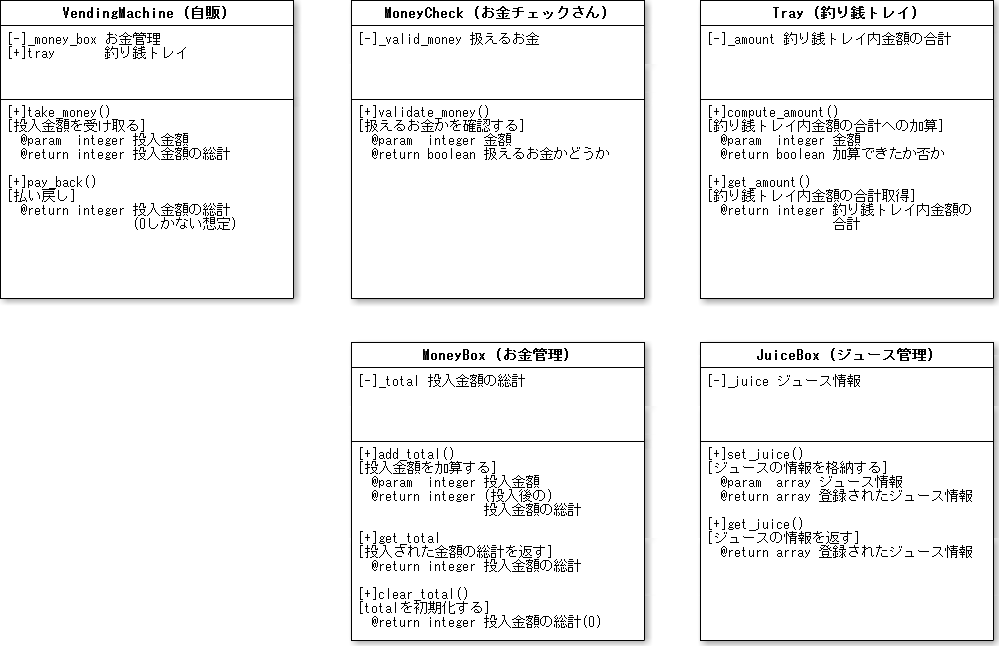 VendingMachine (自販)
[-]_money_box お金管理
[+]tray 釣り銭トレイ
[+]take_money()
[投入金額を受け取る]
@param integer 投入金額
@return integer 投入金額の総計
[+]pay_back()
[払い戻し]
@return integer 投入金額の総計
(0しかない想定)
MoneyCheck (お金チェックさん)
[-]_valid_money 扱えるお金
[+]validate_money()
[扱えるお金かを確認する]
@param integer 金額
@return boolean 扱えるお金かどうか
Tray (釣り銭トレイ)
[-]_amount 釣り銭トレイ内金額の合計
[+]compute_amount()
[釣り銭トレイ内金額の合計への加算]
@param integer 金額
@return boolean 加算できたか否か
[+]get_amount()
[釣り銭トレイ内金額の合計取得]
@return integer 釣り銭トレイ内金額の
合計
MoneyBox (お金管理)
[-]_total 投入金額の総計
[+]add_total()
[投入金額を加算する]
@param integer 投入金額
@return integer (投入後の)
投入金額の総計
[+]get_total
[投入された金額の総計を返す]
@return integer 投入金額の総計
[+]clear_total()
[totalを初期化する]
@return integer 投入金額の総計(0)
JuiceBox (ジュース管理)
[-]_juice ジュース情報
[+]set_juice()
[ジュースの情報を格納する]
@param array ジュース情報
@return array 登録されたジュース情報
[+]get_juice()
[ジュースの情報を返す]
@return array 登録されたジュース情報